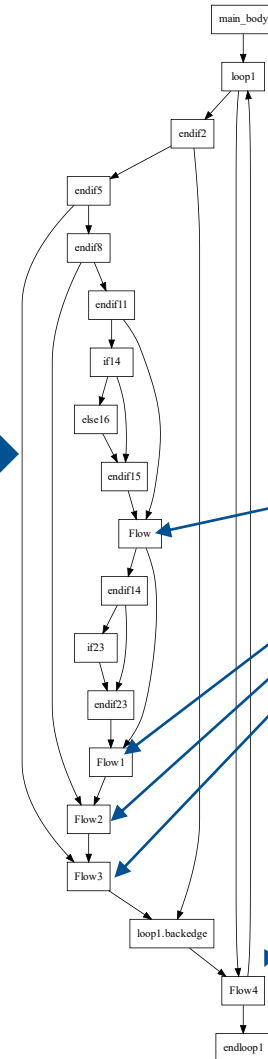 main_body
loop1
endif2
endif5
endif8
endif11
if14
else16
endif15
Flow
endif14
if23
endif23
Flow1
Flow2
Flow3
loop1.backedge
Flow4
endloop1